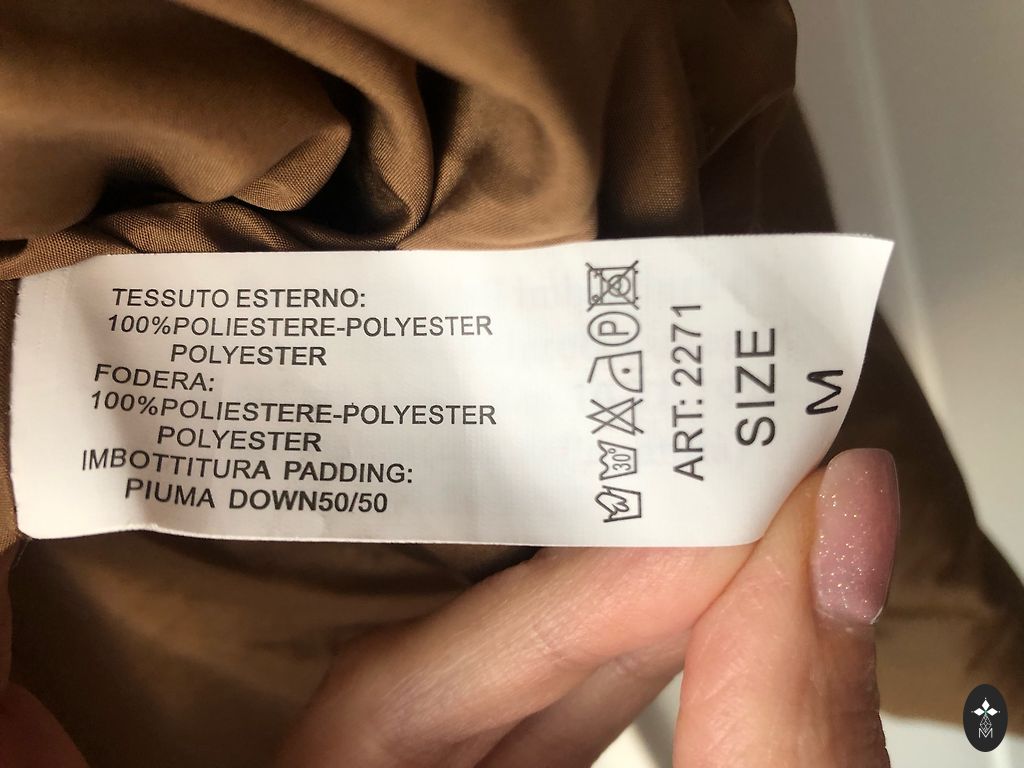 TESSUTO ESTERNO:
100%POLIESTERE-POLYESTER
POLYESTER
FODERA:
100%POLIESTERE-POLYESTER
POLYESTER
IMBOTTITURA PADDING:
PIUMA DOWN50/50
30°
P
ART: 2271
SIZE
M
M